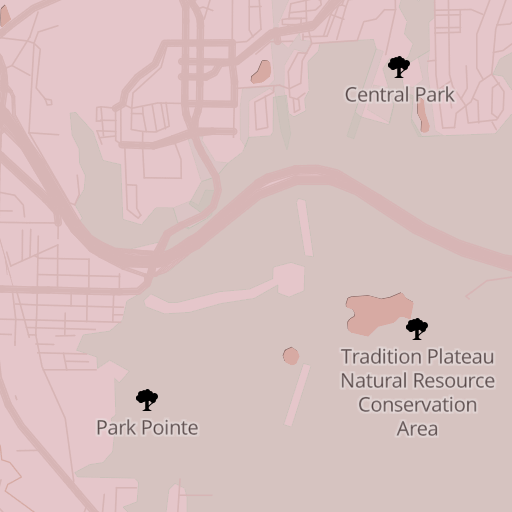 Central Park
Tradition Plateau
Natural Resource
Conservation
Area
Park Pointe